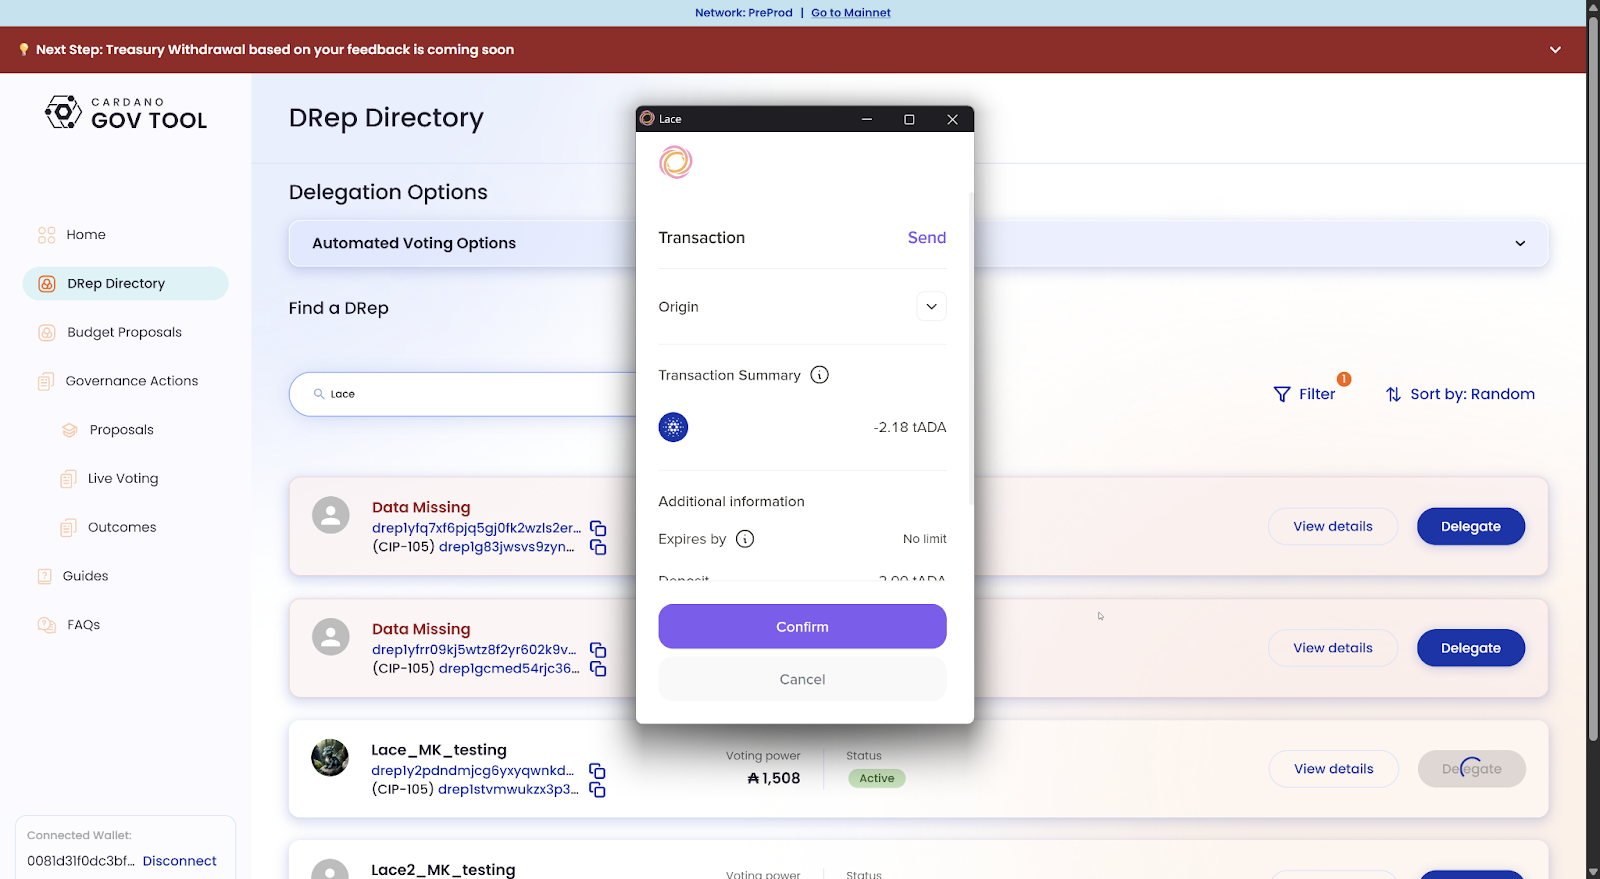 Network: PreProd | Go to Mainnet
Next Step: Treasury Withdrawal based on your feedback is coming soon
CARDANO
GOV TOOL
Home
DRep Directory
Budget Proposals
Governance Actions
Proposals
Live Voting
Outcomes
Guides
FAQs
Connected Wallet:
0081d31f0dc3bf... Disconnect
DRep Directory
Delegation Options
Automated Voting Options
Find a DRep
Lace
Filter
1
Sort by: Random
Data Missing
drep1yfq7xf6pjq5gj0fk2wzls2er...
(CIP-105) drep1g83jwsvs9zyn...
View details
Delegate
Data Missing
drep1yfrr09kj5wtz8f2yr602k9v...
(CIP-105) drep1gcmed54rjc36...
View details
Delegate
Lace_MK_testing
drep1y2pdndmjcg6yxyqwnkd...
(CIP-105) drep1stvmwukzx3p3...
Voting power
₳ 1,508
Status
Active
View details
Delegate
Lace2_MK_testing
Voting power
Status
Lace
Transaction
Send
Origin
Transaction Summary
-2.18 tADA
Additional information
Expires by
No limit
Deposit
2.00 tADA
Confirm
Cancel